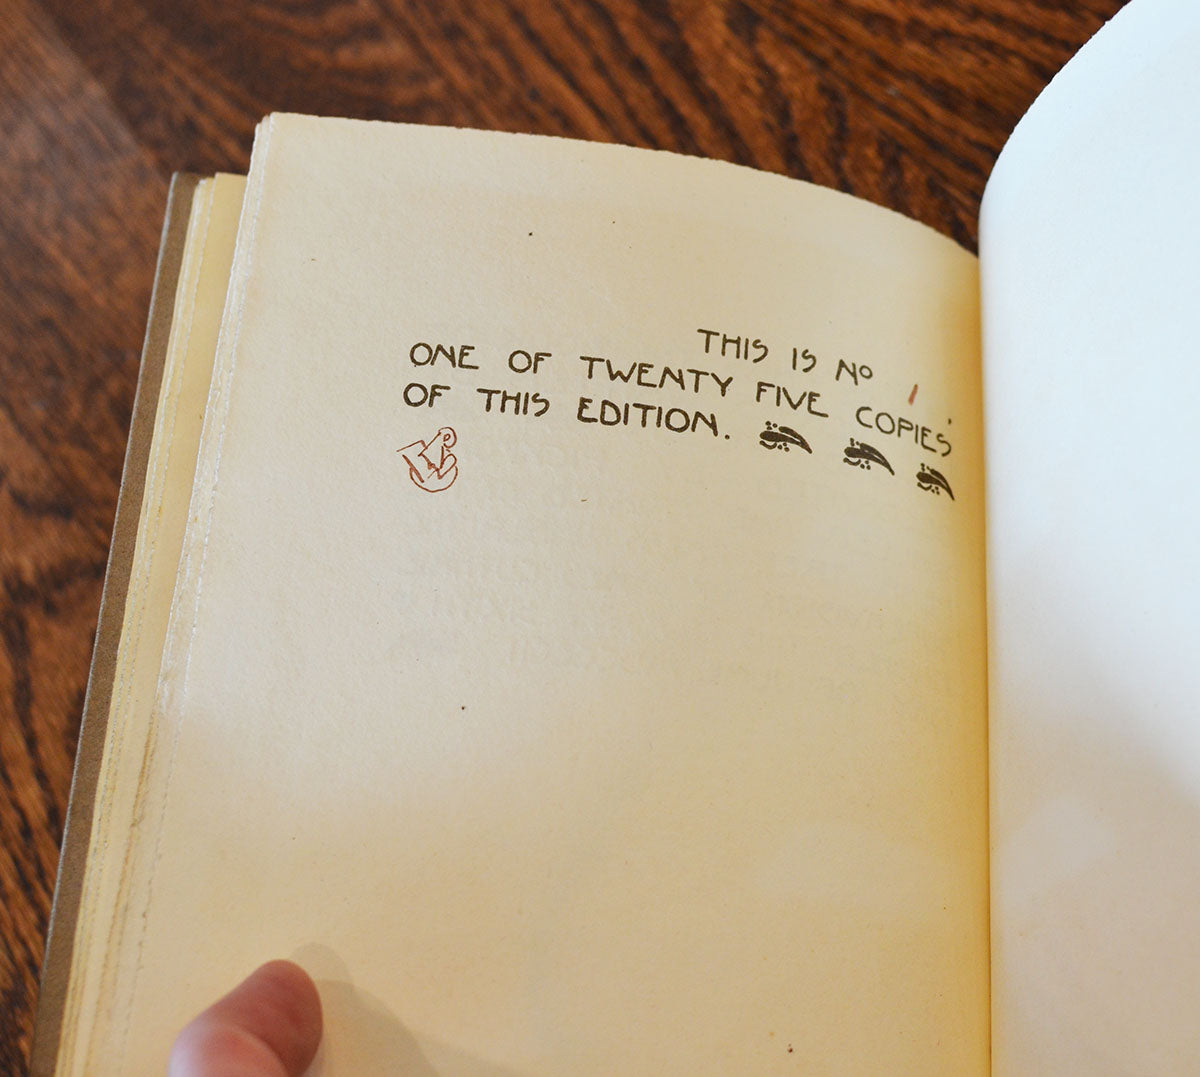 THIS IS No 1
ONE OF TWENTY FIVE COPIES
OF THIS EDITION.